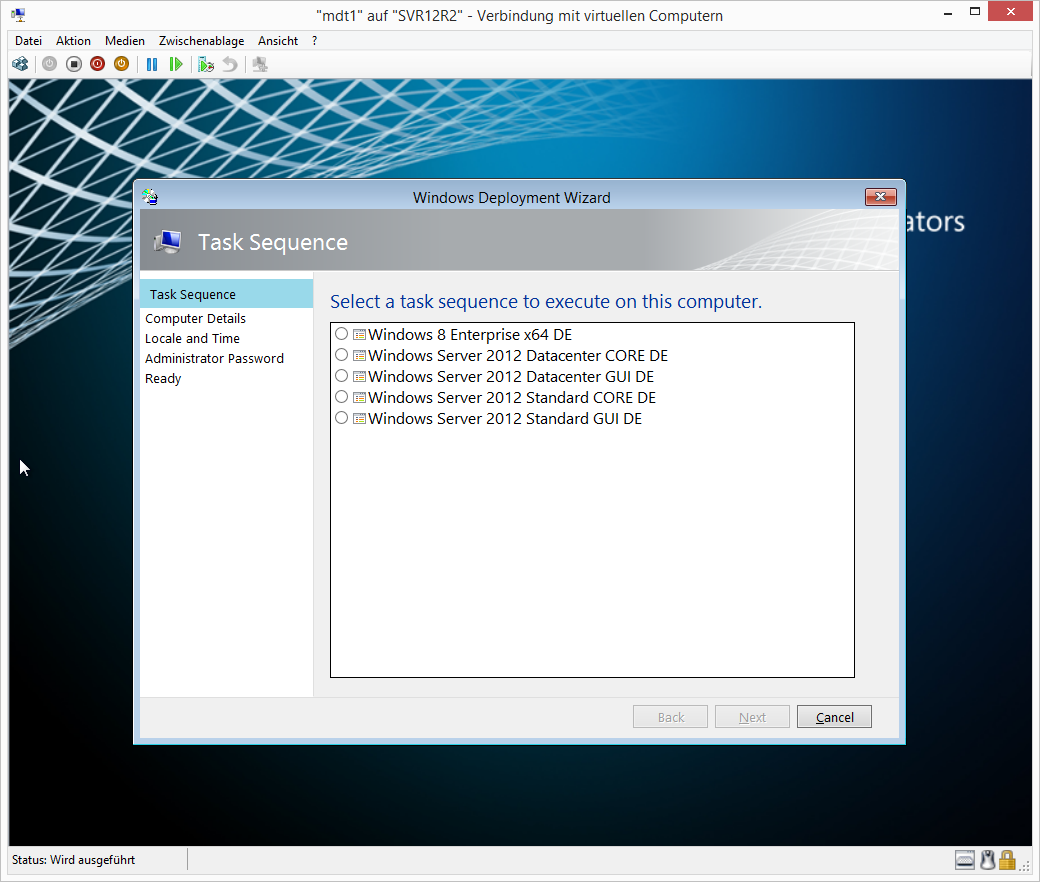 "mdt1" auf "SVR12R2" - Verbindung mit virtuellen Computern
Datei Aktion Medien Zwischenablage Ansicht ?
Windows Deployment Wizard
ators
Task Sequence
Task Sequence
Computer Details
Locale and Time
Administrator Password
Ready
Select a task sequence to execute on this computer.
Windows 8 Enterprise x64 DE
Windows Server 2012 Datacenter CORE DE
Windows Server 2012 Datacenter GUI DE
Windows Server 2012 Standard CORE DE
Windows Server 2012 Standard GUI DE
Back Next Cancel
Status: Wird ausgeführt